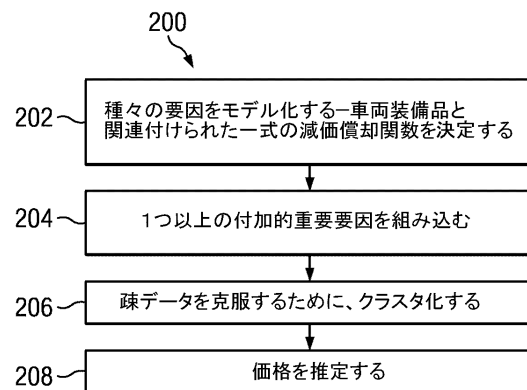 200
202
種々の要因をモデル化する–車両装備品と
関連付けられた一式の減価償却関数を決定する
204
1つ以上の付加的重要要因を組み込む
206
疎データを克服するために、クラスタ化する
208
価格を推定する